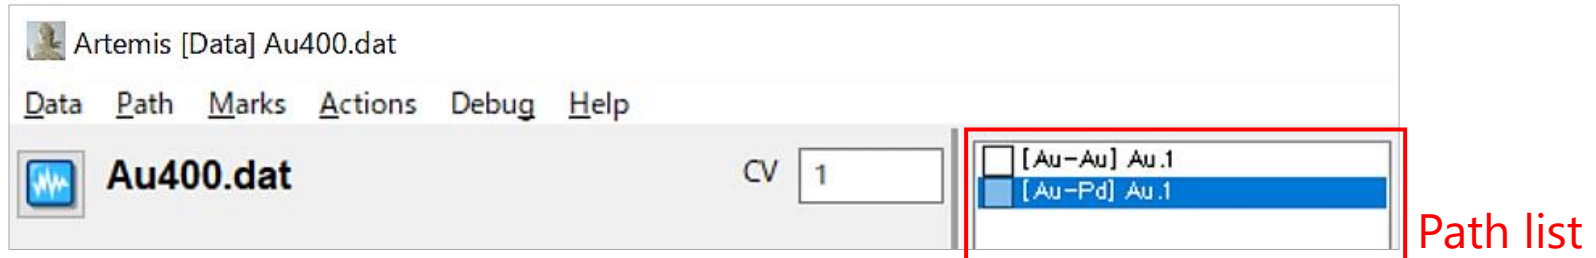 Artemis [Data] Au400.dat
Data Path Marks Actions Debug Help
Au400.dat CV 1
[Au-Au] Au.1
[Au-Pd] Au.1
Path list